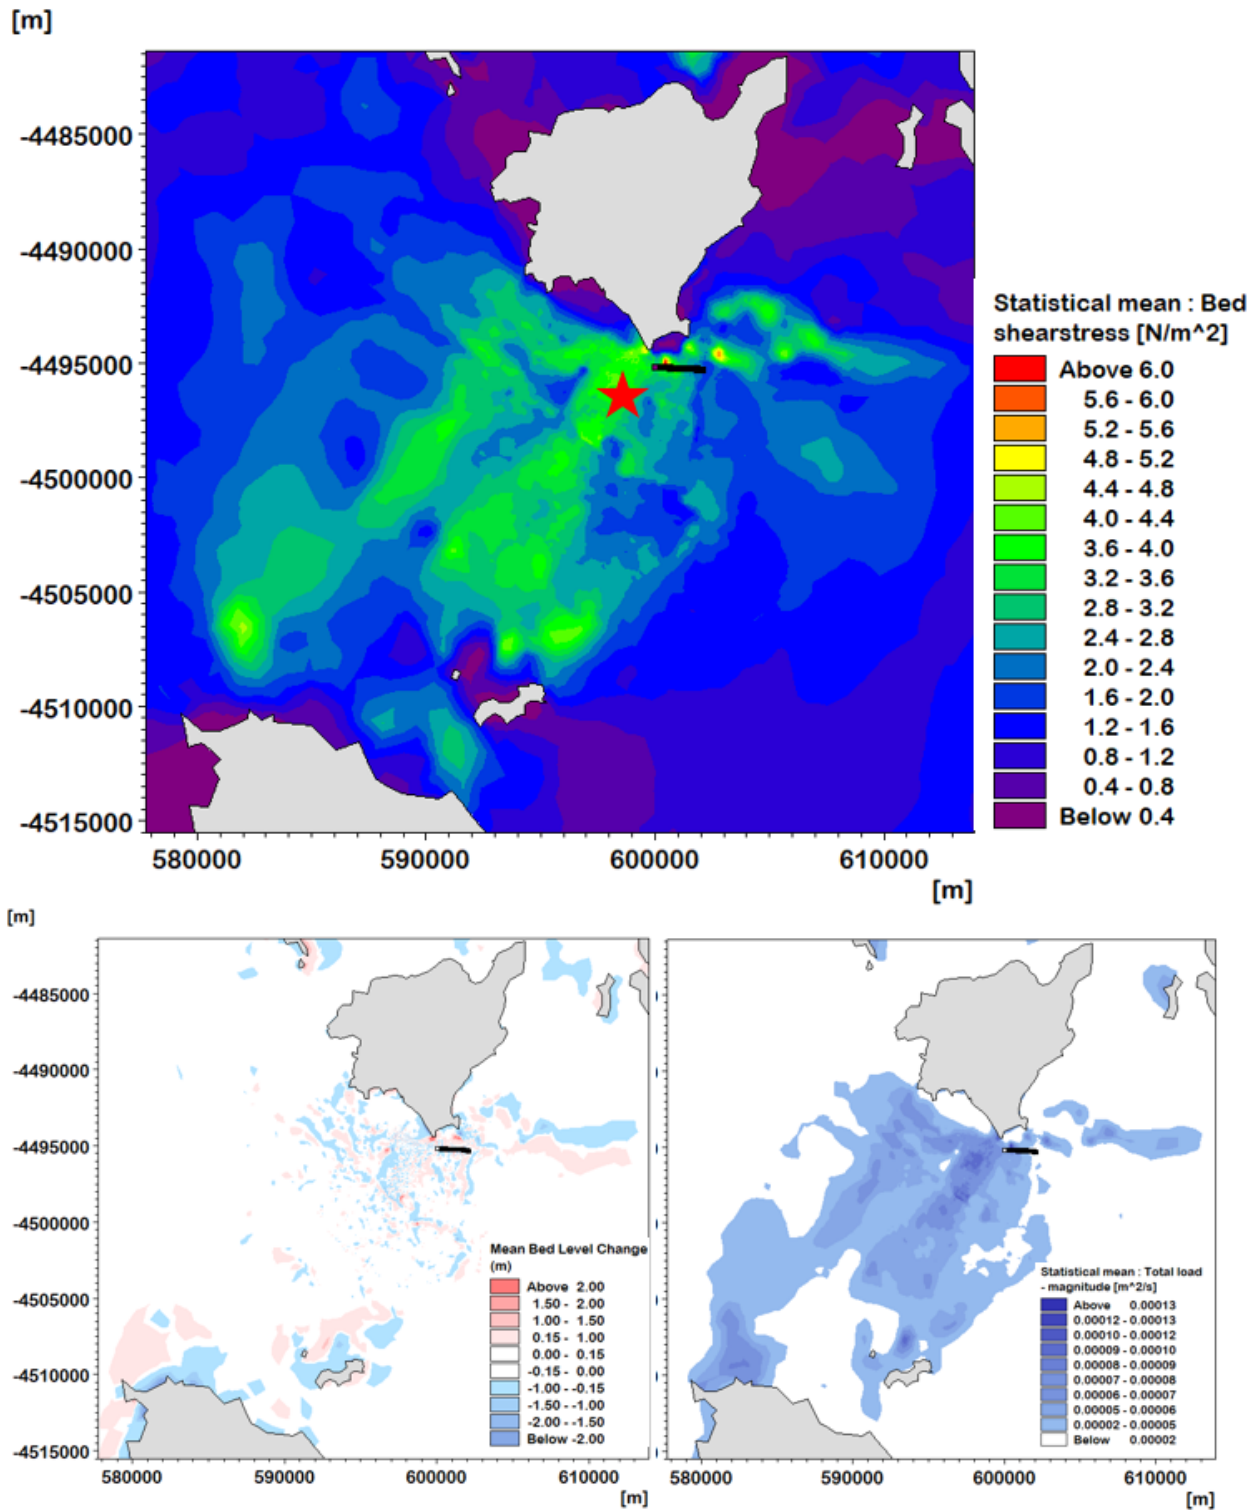 [m]
-4485000
-4490000
-4495000
-4500000
-4505000
-4510000
-4515000
580000 590000 600000 610000
[m]
Statistical mean : Bed
shearstress [N/m^2]
Above 6.0
5.6 - 6.0
5.2 - 5.6
4.8 - 5.2
4.4 - 4.8
4.0 - 4.4
3.6 - 4.0
3.2 - 3.6
2.8 - 3.2
2.4 - 2.8
2.0 - 2.4
1.6 - 2.0
1.2 - 1.6
0.8 - 1.2
0.4 - 0.8
Below 0.4
[m]
-4485000
-4490000
-4495000
-4500000
-4505000
-4510000
-4515000
580000 590000 600000 610000
[m]
Mean Bed Level Change
(m)
Above 2.00
1.50 - 2.00
1.00 - 1.50
0.15 - 1.00
0.00 - 0.15
-0.15 - 0.00
-1.00 - -0.15
-1.50 - -1.00
-2.00 - -1.50
Below -2.00
Statistical mean : Total load
- magnitude [m^2/s]
Above 0.00013
0.00012 - 0.00013
0.00010 - 0.00012
0.00009 - 0.00010
0.00008 - 0.00009
0.00007 - 0.00008
0.00006 - 0.00007
0.00005 - 0.00006
0.00002 - 0.00005
Below 0.00002
580000 590000 600000 610000
[m]